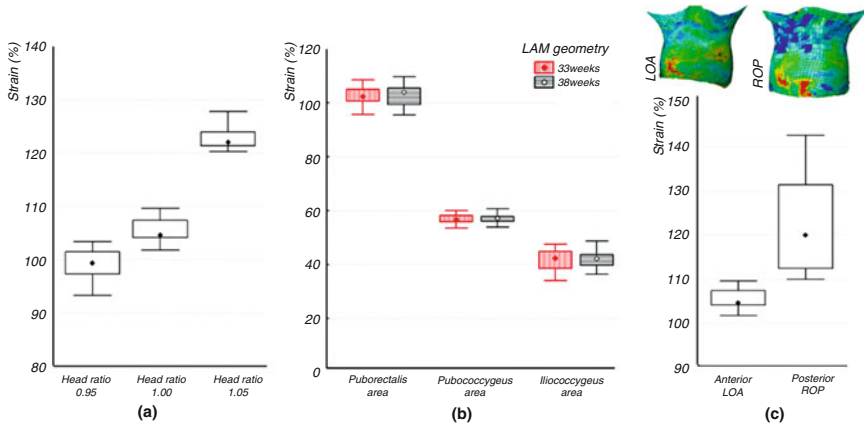 Strain (%)
140
130
120
110
100
90
80
Head ratio
0.95
Head ratio
1.00
Head ratio
1.05
(a)
Strain (%)
120
100
80
60
40
20
0
LAM geometry
33weeks
38weeks
Puborectalis
area
Pubococcygeus
area
Iliococcygeus
area
(b)
LOA
ROP
Strain (%)
150
140
130
120
110
100
90
Anterior
LOA
Posterior
ROP
(c)